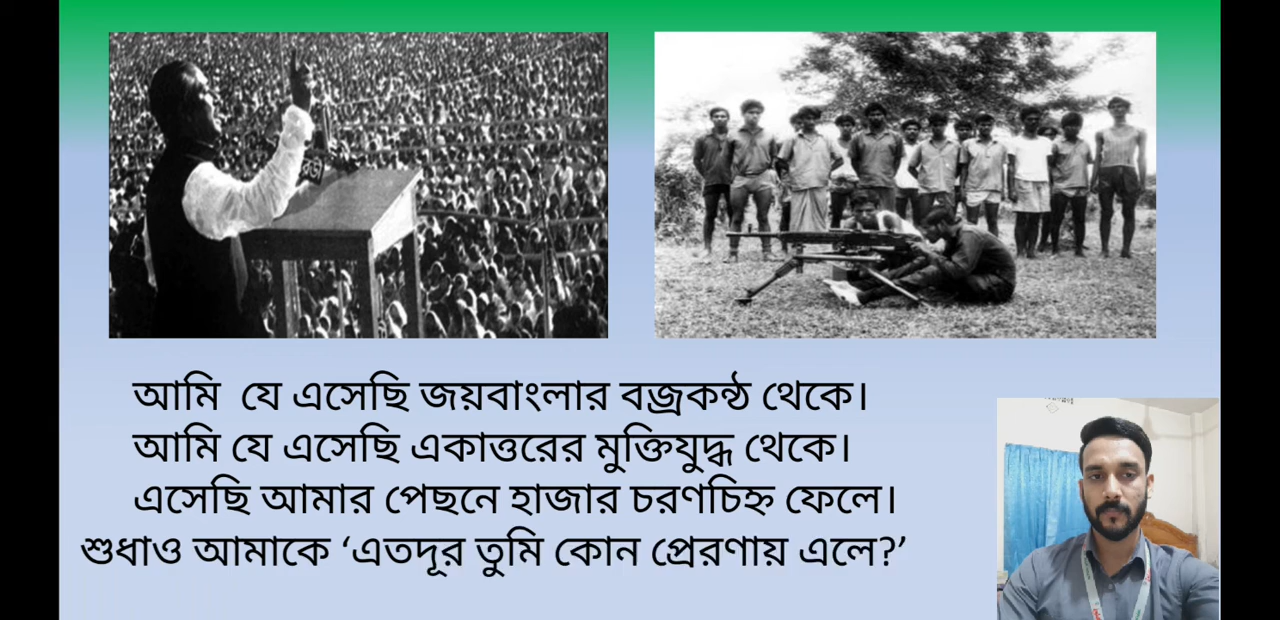 আমি যে এসেছি জয়বাংলার বজ্রকন্ঠ থেকে।
আমি যে এসেছি একাত্তরের মুক্তিযুদ্ধ থেকে।
এসেছি আমার পেছনে হাজার চরণচিহ্ন ফেলে।
শুধাও আমাকে ‘এতদূর তুমি কোন প্রেরণায় এলে?’